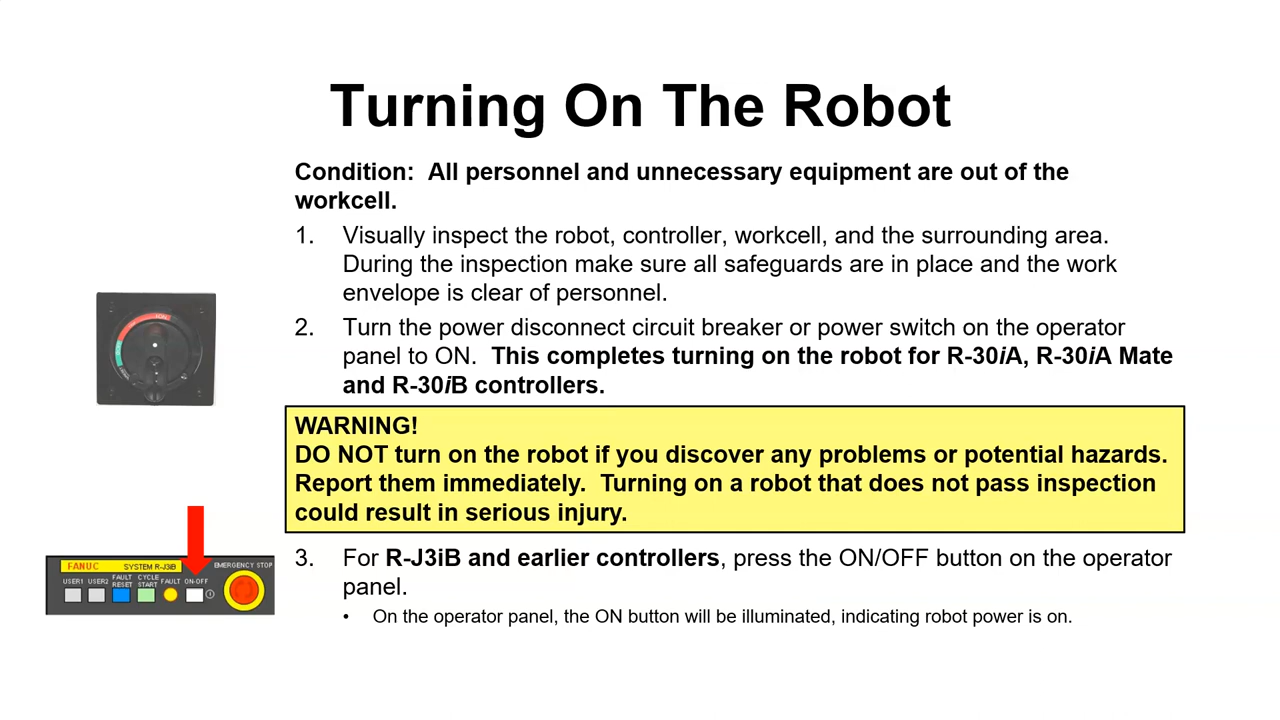 Turning On The Robot
Condition:  All personnel and unnecessary equipment are out of the
workcell.
1. Visually inspect the robot, controller, workcell, and the surrounding area.
During the inspection make sure all safeguards are in place and the work
envelope is clear of personnel.
2. Turn the power disconnect circuit breaker or power switch on the operator
panel to ON.  This completes turning on the robot for R-30iA, R-30iA Mate
and R-30iB controllers.
WARNING!
DO NOT turn on the robot if you discover any problems or potential hazards.
Report them immediately.  Turning on a robot that does not pass inspection
could result in serious injury.
3. For R-J3iB and earlier controllers, press the ON/OFF button on the operator
panel.
• On the operator panel, the ON button will be illuminated, indicating robot power is on.
FANUC SYSTEM R-J3iB EMERGENCY STOP
USER1 USER2 FAULT RESET CYCLE START FAULT ON-OFF